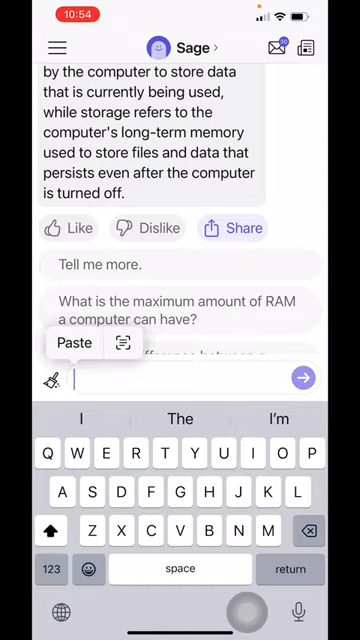 10:54
Sage >
30
by the computer to store data
that is currently being used,
while storage refers to the
computer's long-term memory
used to store files and data that
persists even after the computer
is turned off.
Like Dislike Share
Tell me more.
What is the maximum amount of RAM
a computer can have?
Paste
I The I'm
Q W E R T Y U I O P
A S D F G H J K L
Z X C V B N M
123 space return